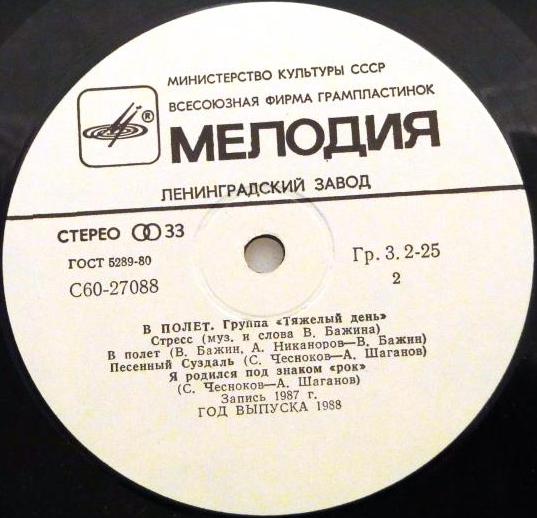 МИНИСТЕРСТВО КУЛЬТУРЫ СССР
ВСЕСОЮЗНАЯ ФИРМА ГРАМПЛАСТИНОК
®
МЕЛОДИЯ
ЛЕНИНГРАДСКИЙ ЗАВОД
СТЕРЕО 33
ГОСТ 5289-80
Гр. 3. 2-25
С60-27088
2
В ПОЛЕТ. Группа «Тяжелый день»
Стресс (муз. и слова В. Бажина)
В полет (В. Бажин, А. Никаноров—В. Бажин)
Песенный Суздаль (С. Чесноков—А. Шаганов)
Я родился под знаком «рок»
(С. Чесноков—А. Шаганов)
Запись 1987 г.
ГОД ВЫПУСКА 1988